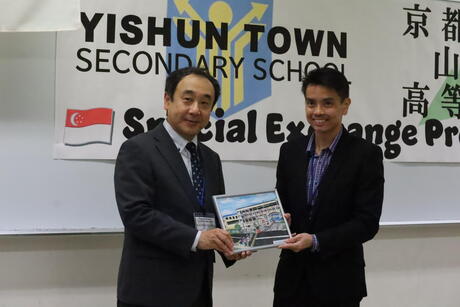 YISHUN TOWN
SECONDARY SCHOOL
Special Exchange Pro
京都
山
高等